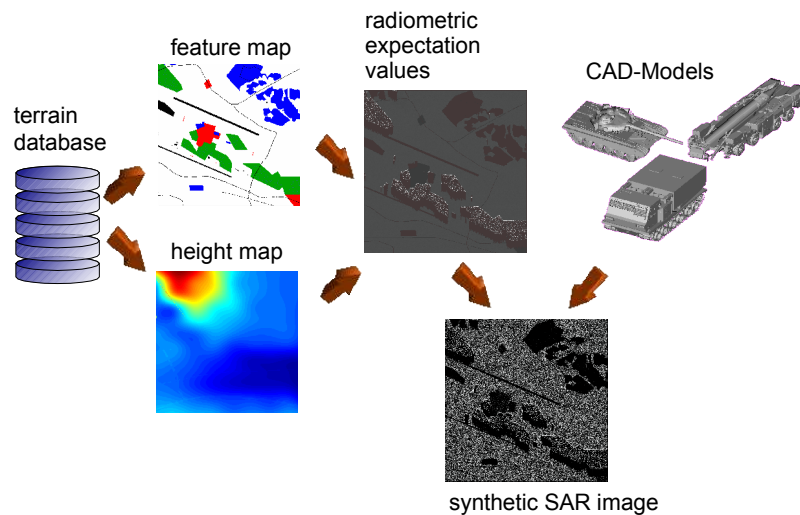 feature map
radiometric
expectation
values
CAD-Models
terrain
database
height map
synthetic SAR image